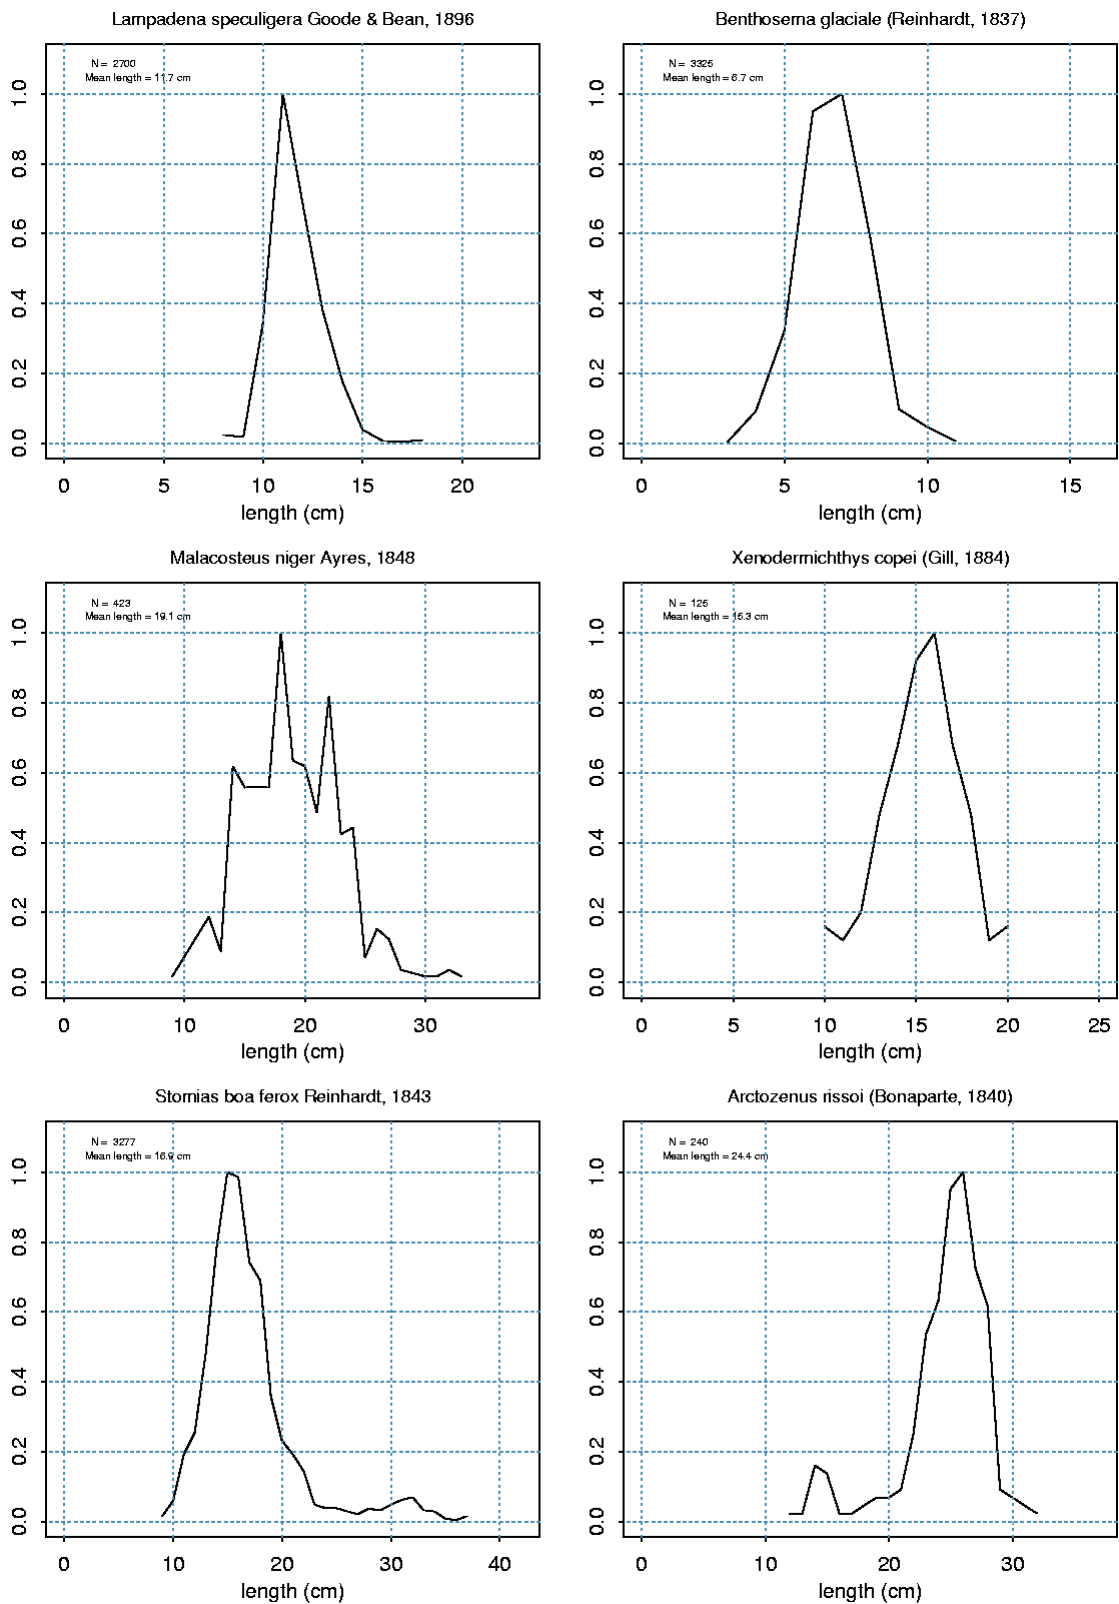 Lampadena speculigera Goode & Bean, 1896
N = 2700
Mean length = 11.7 cm
1.0
0.8
0.6
0.4
0.2
0.0
0 5 10 15 20
length (cm)
Benthosema glaciale (Reinhardt, 1837)
N = 3325
Mean length = 6.7 cm
1.0
0.8
0.6
0.4
0.2
0.0
0 5 10 15
length (cm)
Malacosteus niger Ayres, 1848
N = 423
Mean length = 19.1 cm
1.0
0.8
0.6
0.4
0.2
0.0
0 10 20 30
length (cm)
Xenodermichthys copei (Gill, 1884)
N = 125
Mean length = 15.3 cm
1.0
0.8
0.6
0.4
0.2
0.0
0 5 10 15 20 25
length (cm)
Stomias boa ferox Reinhardt, 1843
N = 3277
Mean length = 16.9 cm
1.0
0.8
0.6
0.4
0.2
0.0
0 10 20 30 40
length (cm)
Arctozenus rissoi (Bonaparte, 1840)
N = 240
Mean length = 24.4 cm
1.0
0.8
0.6
0.4
0.2
0.0
0 10 20 30
length (cm)